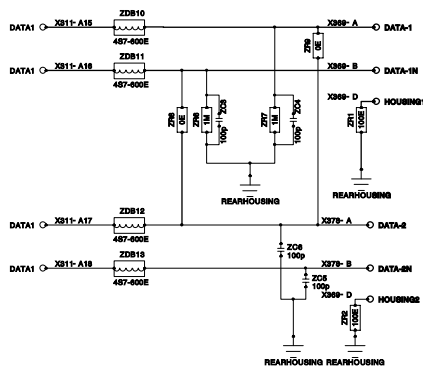 ZDB10
DATA1 X311- A15 X369- A DATA-1
4S7-600E
ZR9 0E
ZDB11
DATA1 X311- A16 X369- B DATA-1N
4S7-600E
X369- D HOUSING1
ZR6 0E
ZR8 1M
ZC3 100p
ZR7 1M
ZC4 100p
ZR1 100E
REARHOUSING
REARHOUSING
ZDB12
DATA1 X311- A17 X378- A DATA-2
4S7-600E
ZC6
100p
ZDB13
DATA1 X311- A18 X378- B DATA-2N
4S7-600E
ZC5
100p
X369- D HOUSING2
ZR2 100E
REARHOUSING REARHOUSING